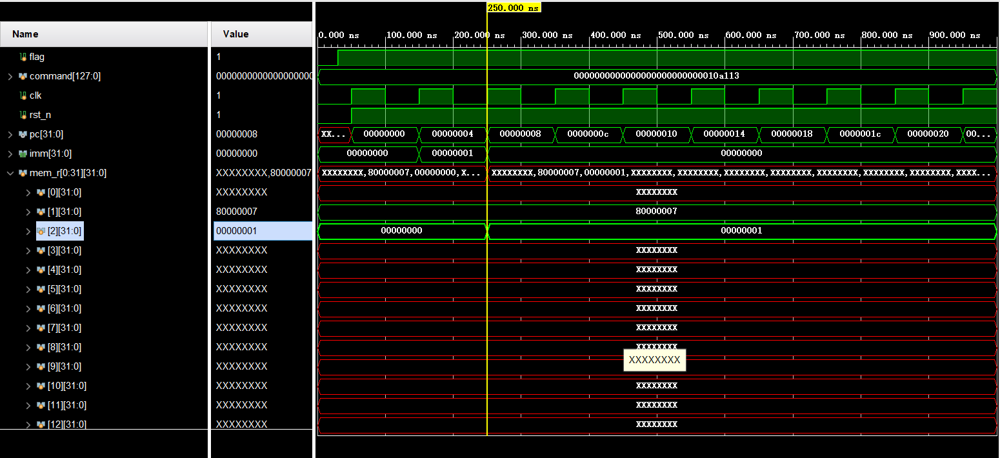 250.000 ns
Name Value
0.000 ns 100.000 ns 200.000 ns 300.000 ns 400.000 ns 500.000 ns 600.000 ns 700.000 ns 800.000 ns 900.000 ns
flag 1
command[127:0] 00000000000000000000 0000000000000000000000000010a113
clk 1
rst_n 1
pc[31:0] 00000008 XX... 00000000 00000004 00000008 0000000c 00000010 00000014 00000018 0000001c 00000020 00...
imm[31:0] 00000000 00000000 00000001 00000000
mem_r[0:31][31:0] XXXXXXXX,80000007 XXXXXXXX,80000007,00000000,X... XXXXXXXX,80000007,00000001,XXXXXXXX,XXXXXXXX,XXXXXXXX,XXXXXXXX,XXXXXXXX,XXXXXXXX,XXXXXXXX,XXXX...
[0][31:0] XXXXXXXX XXXXXXXX
[1][31:0] 80000007 80000007
[2][31:0] 00000001 00000000 00000001
[3][31:0] XXXXXXXX XXXXXXXX
[4][31:0] XXXXXXXX XXXXXXXX
[5][31:0] XXXXXXXX XXXXXXXX
[6][31:0] XXXXXXXX XXXXXXXX
[7][31:0] XXXXXXXX XXXXXXXX
[8][31:0] XXXXXXXX XXXXXXXX
XXXXXXXX
[9][31:0] XXXXXXXX
[10][31:0] XXXXXXXX XXXXXXXX
[11][31:0] XXXXXXXX XXXXXXXX
[12][31:0] XXXXXXXX XXXXXXXX